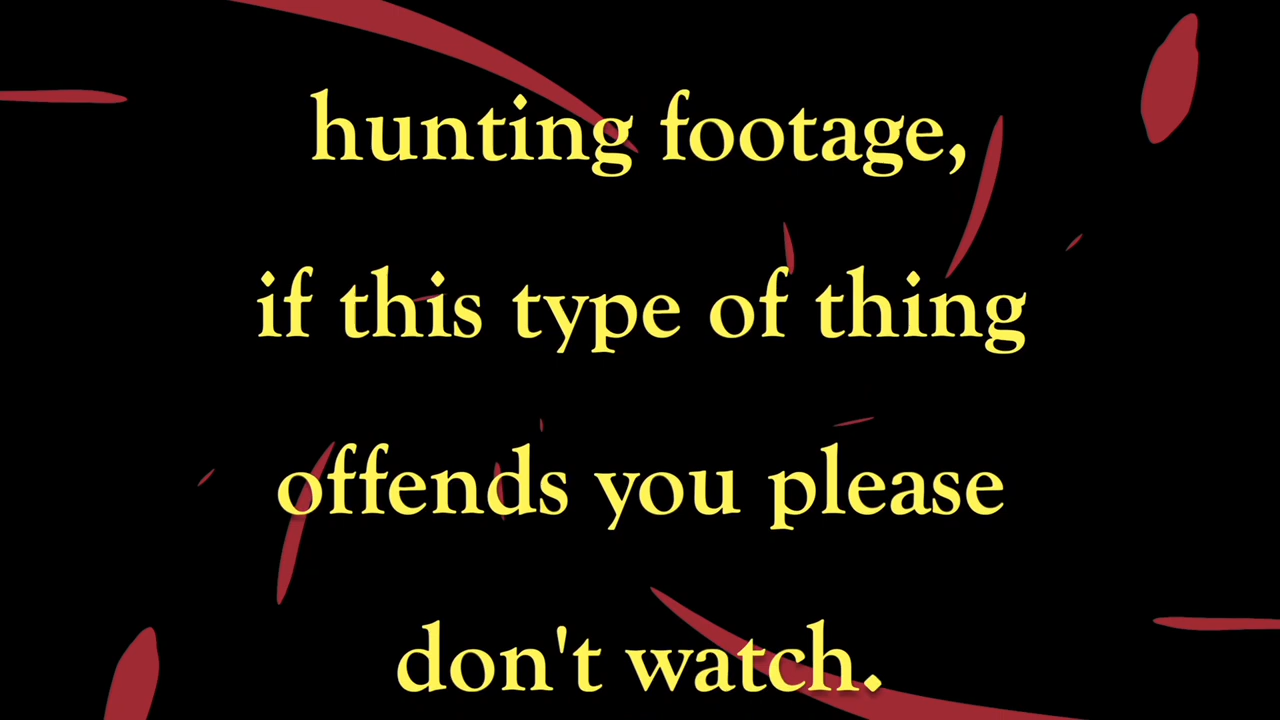 hunting footage,
if this type of thing
offends you please
don't watch.